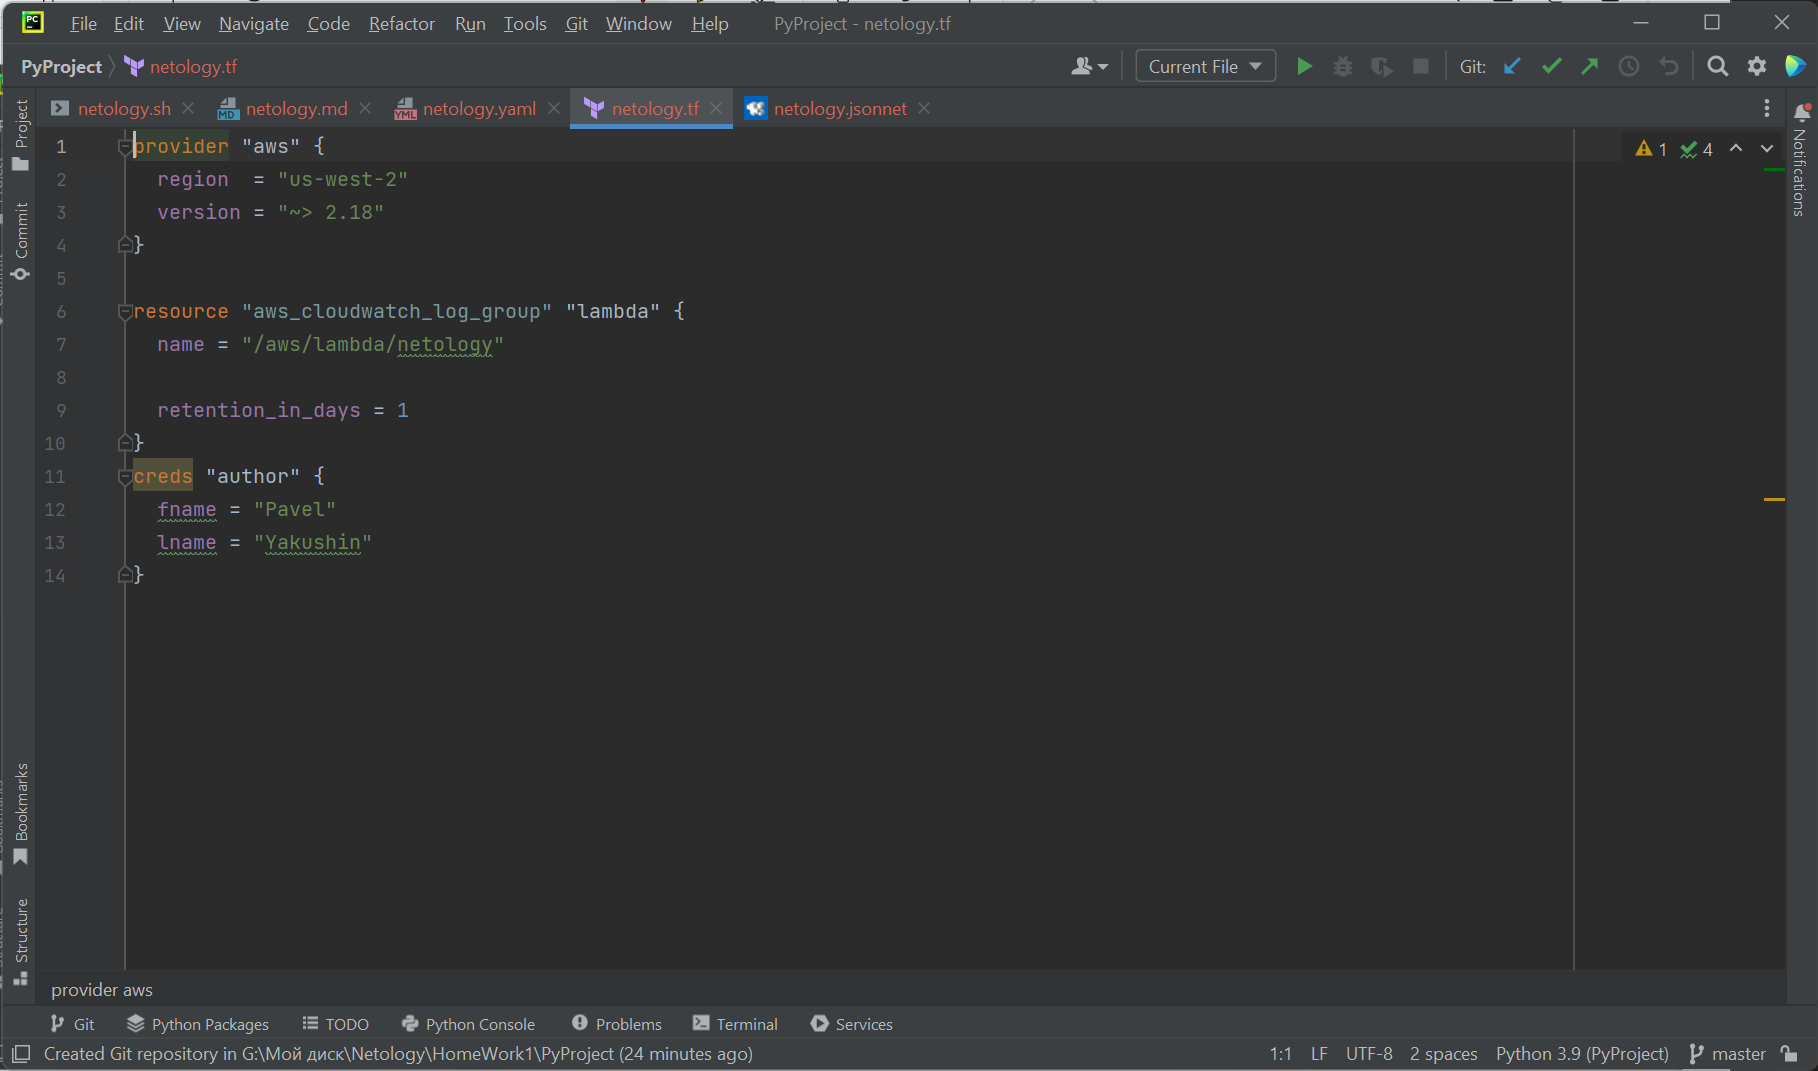 PC File Edit View Navigate Code Refactor Run Tools Git Window Help PyProject - netology.tf
PyProject netology.tf Current File Git:
netology.sh MD netology.md YML netology.yaml netology.tf netology.jsonnet
Project
Commit
Bookmarks
Structure
Notifications
1 provider "aws" { 1 4
2 region = "us-west-2"
3 version = "~> 2.18"
4 }
5
6 resource "aws_cloudwatch_log_group" "lambda" {
7 name = "/aws/lambda/netology"
8
9 retention_in_days = 1
10 }
11 creds "author" {
12 fname = "Pavel"
13 lname = "Yakushin"
14 }
provider aws
Git Python Packages TODO Python Console Problems Terminal Services
Created Git repository in G:\Мой диск\Netology\HomeWork1\PyProject (24 minutes ago) 1:1 LF UTF-8 2 spaces Python 3.9 (PyProject) master